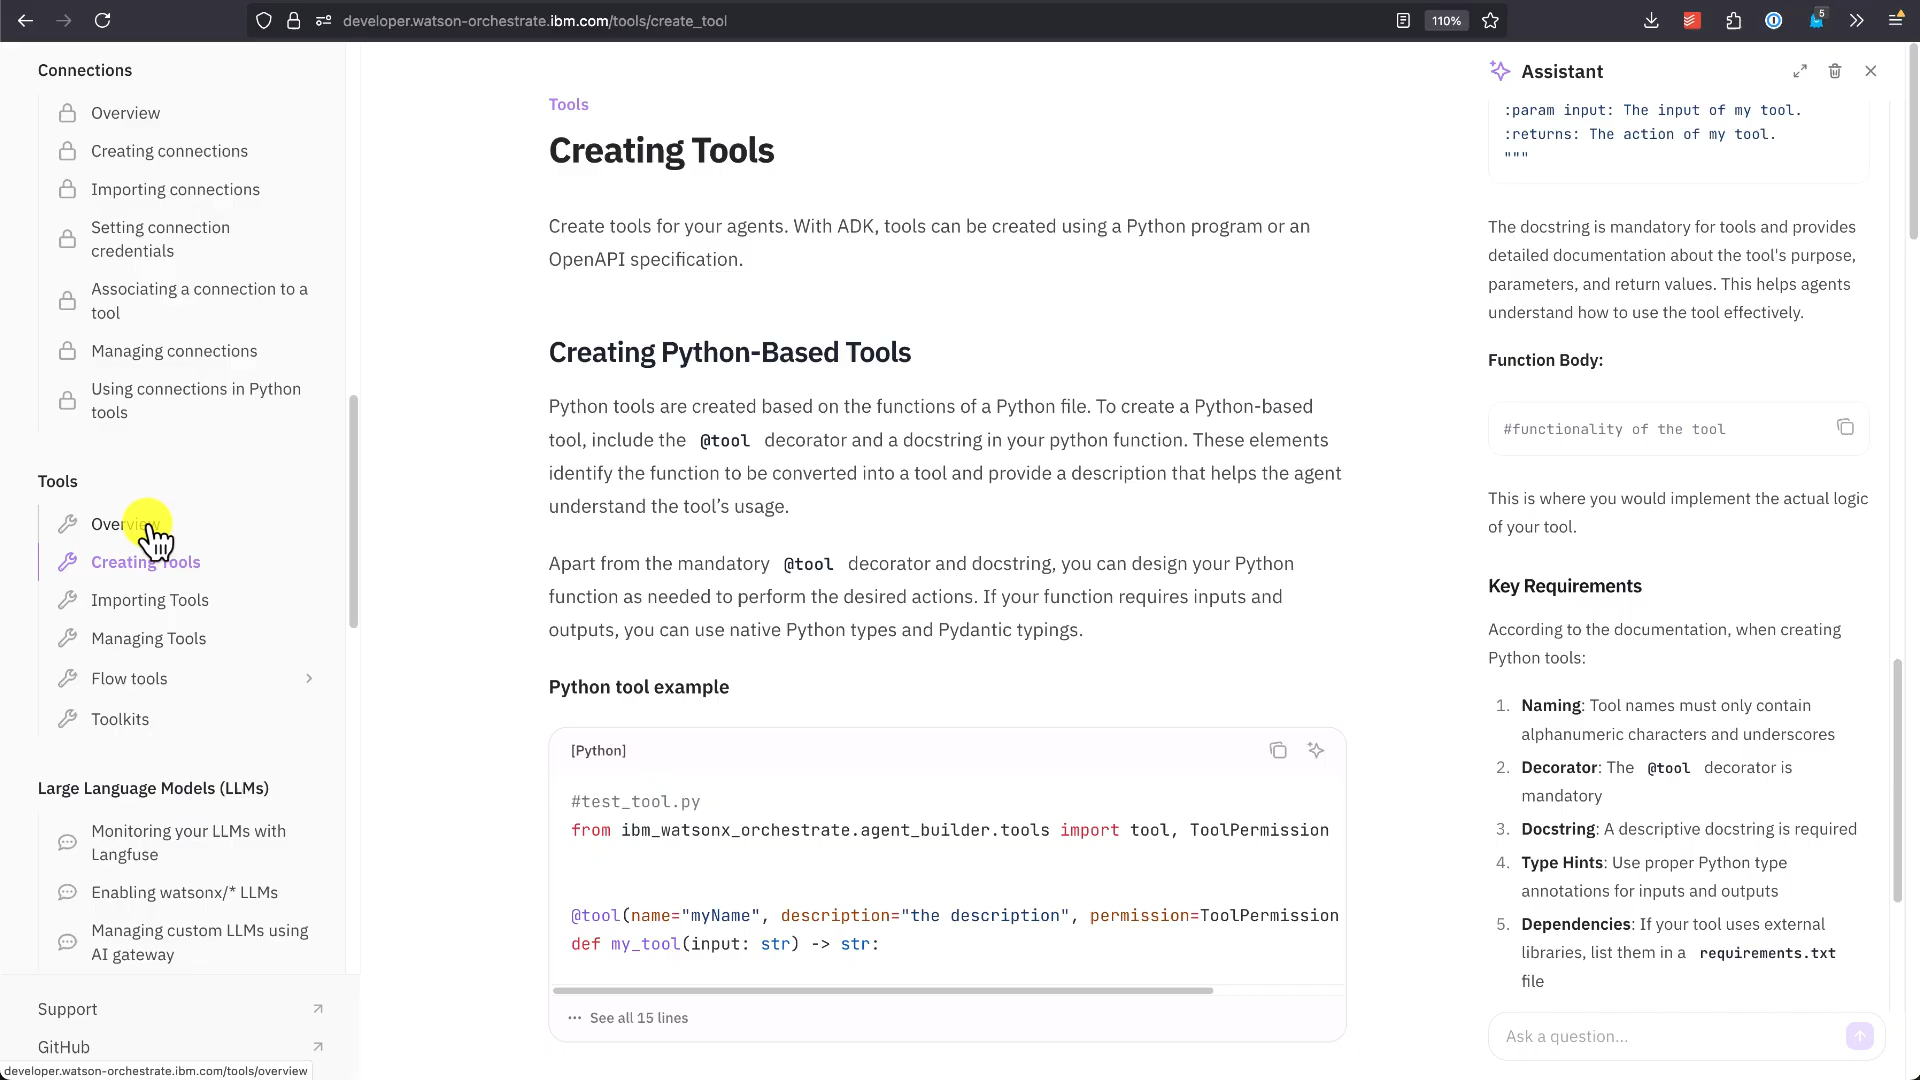 developer.watson-orchestrate.ibm.com/tools/create_tool
110%
5
Connections
Overview
Creating connections
Importing connections
Setting connection
credentials
Associating a connection to a
tool
Managing connections
Using connections in Python
tools
Tools
Overview
Creating Tools
Importing Tools
Managing Tools
Flow tools
Toolkits
Large Language Models (LLMs)
Monitoring your LLMs with
Langfuse
Enabling watsonx/* LLMs
Managing custom LLMs using
AI gateway
Support
GitHub
developer.watson-orchestrate.ibm.com/tools/overview
Tools
Creating Tools
Create tools for your agents. With ADK, tools can be created using a Python program or an
OpenAPI specification.
Creating Python-Based Tools
Python tools are created based on the functions of a Python file. To create a Python-based
tool, include the @tool decorator and a docstring in your python function. These elements
identify the function to be converted into a tool and provide a description that helps the agent
understand the tool’s usage.
Apart from the mandatory @tool decorator and docstring, you can design your Python
function as needed to perform the desired actions. If your function requires inputs and
outputs, you can use native Python types and Pydantic typings.
Python tool example
[Python]
#test_tool.py
from ibm_watsonx_orchestrate.agent_builder.tools import tool, ToolPermission
@tool(name="myName", description="the description", permission=ToolPermission
def my_tool(input: str) -> str:
··· See all 15 lines
Assistant
:param input: The input of my tool.
:returns: The action of my tool.
"""
The docstring is mandatory for tools and provides
detailed documentation about the tool's purpose,
parameters, and return values. This helps agents
understand how to use the tool effectively.
Function Body:
#functionality of the tool
This is where you would implement the actual logic
of your tool.
Key Requirements
According to the documentation, when creating
Python tools:
1. Naming: Tool names must only contain
alphanumeric characters and underscores
2. Decorator: The @tool decorator is
mandatory
3. Docstring: A descriptive docstring is required
4. Type Hints: Use proper Python type
annotations for inputs and outputs
5. Dependencies: If your tool uses external
libraries, list them in a requirements.txt
file
Ask a question...